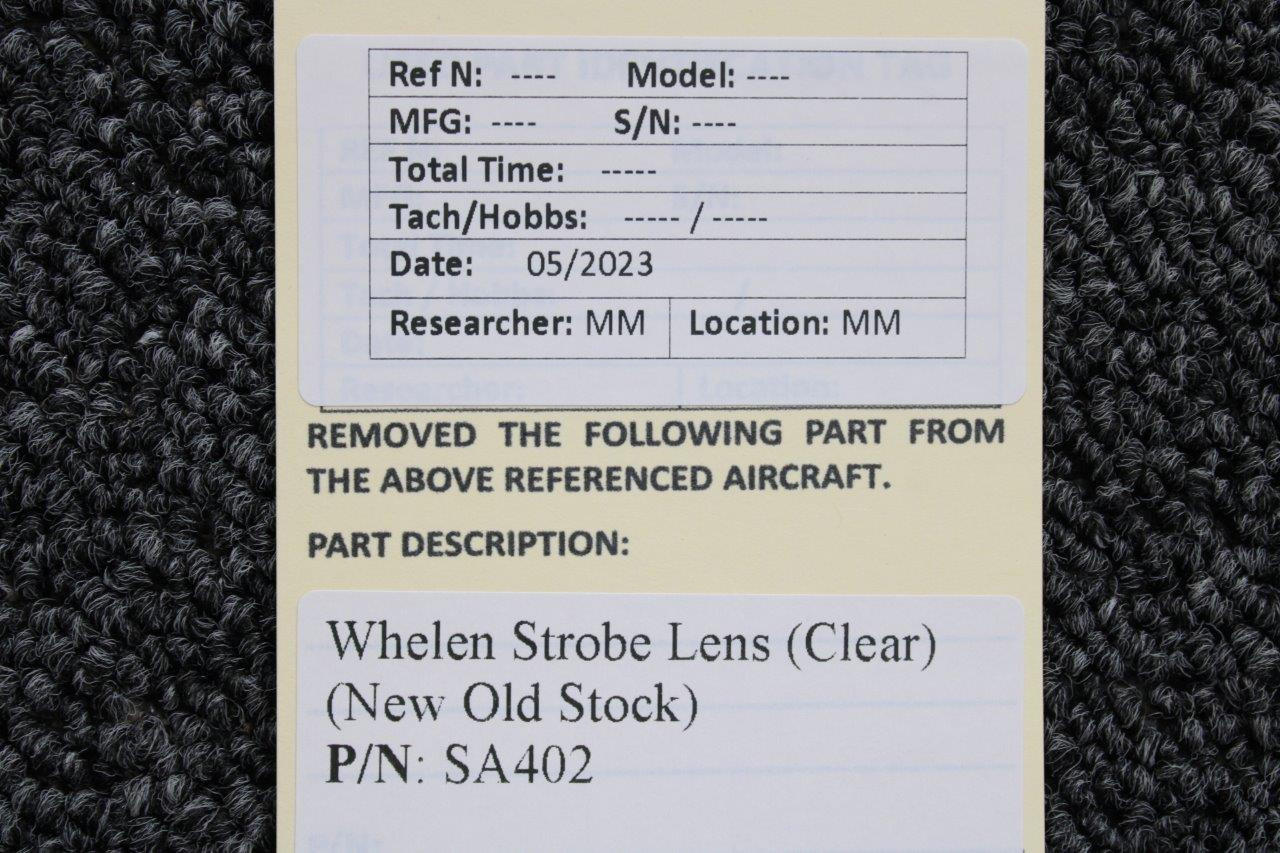 Ref N: ---- Model: ----
MFG: ---- S/N: ----
Total Time: -----
Tach/Hobbs: ----- / -----
Date: 05/2023
Researcher: MM Location: MM
REMOVED THE FOLLOWING PART FROM
THE ABOVE REFERENCED AIRCRAFT.
PART DESCRIPTION:
Whelen Strobe Lens (Clear)
(New Old Stock)
P/N: SA402